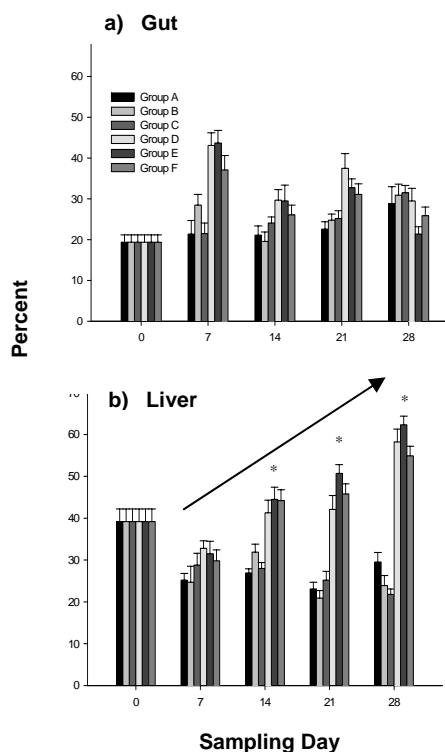 a) Gut
60
50
40
30
20
10
0
Group A
Group B
Group C
Group D
Group E
Group F
0 7 14 21 28
Percent
b) Liver
60
50
40
30
20
10
0
*
*
*
0 7 14 21 28
Sampling Day